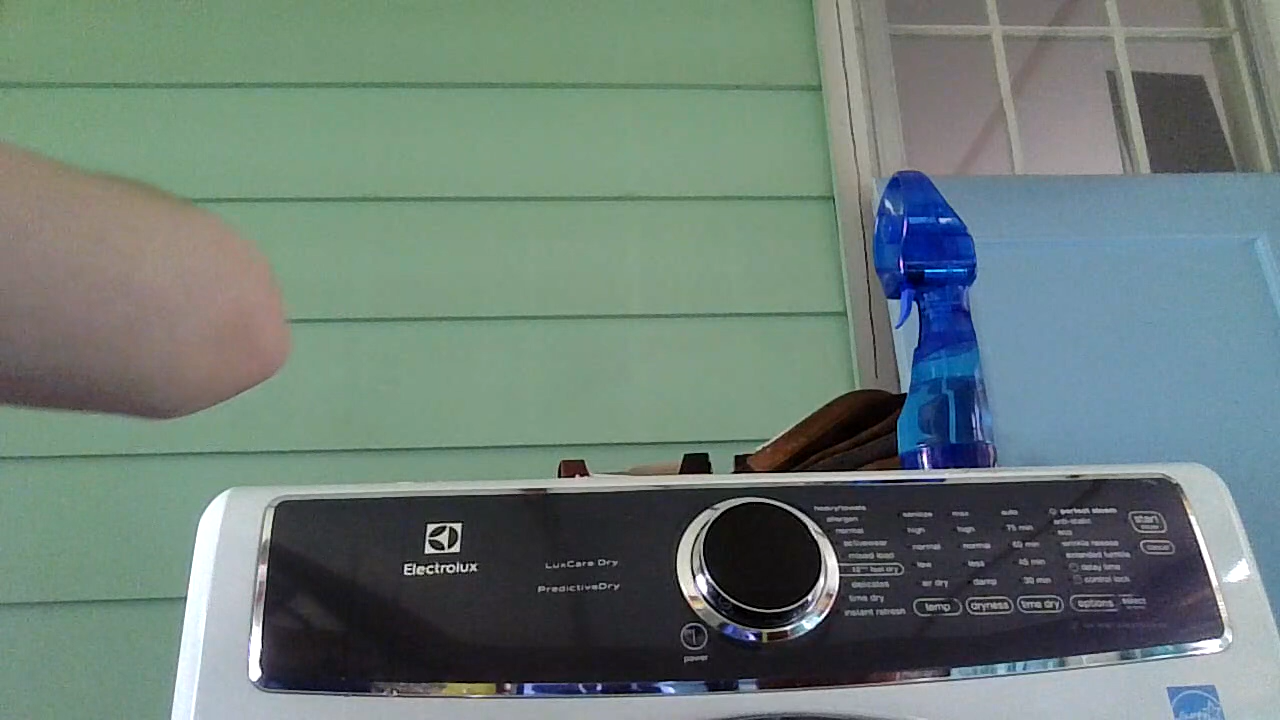 Electrolux
LuxCare Dry
PredictiveDry
power
heavy/towels
allergen
normal
activewear
mixed load
15min fast dry
delicates
time dry
instant refresh
sanitize
high
normal
low
air dry
temp
max
high
normal
less
damp
dryness
auto
75 min
60 min
45 min
30 min
time dry
perfect steam
anti-static
eco
wrinkle release
extended tumble
delay time
control lock
options
select
start